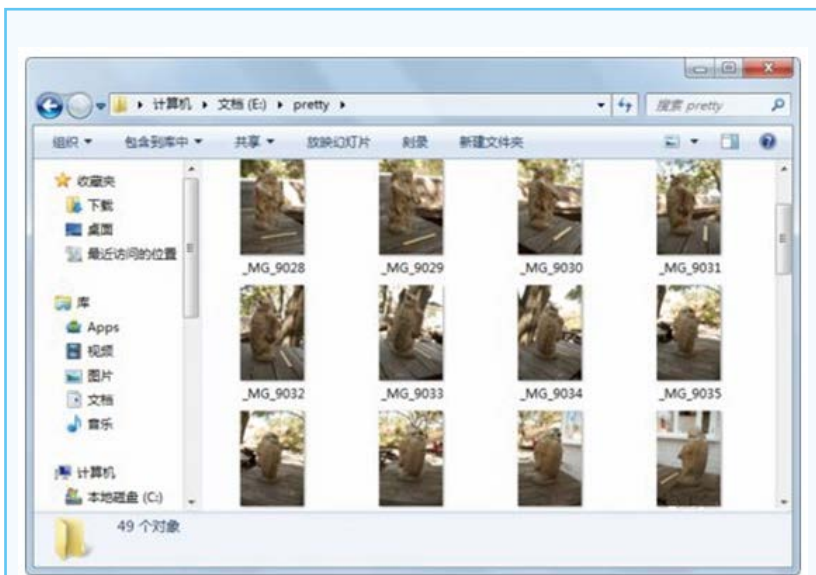 计算机 ▸ 文档 (E:) ▸ pretty ▸
搜索 pretty
组织 包含到库中 共享 放映幻灯片 刻录 新建文件夹
收藏夹
下载
桌面
最近访问的位置
库
Apps
视频
图片
文档
音乐
计算机
本地磁盘 (C:)
_MG_9028 _MG_9029 _MG_9030 _MG_9031
_MG_9032 _MG_9033 _MG_9034 _MG_9035
49 个对象